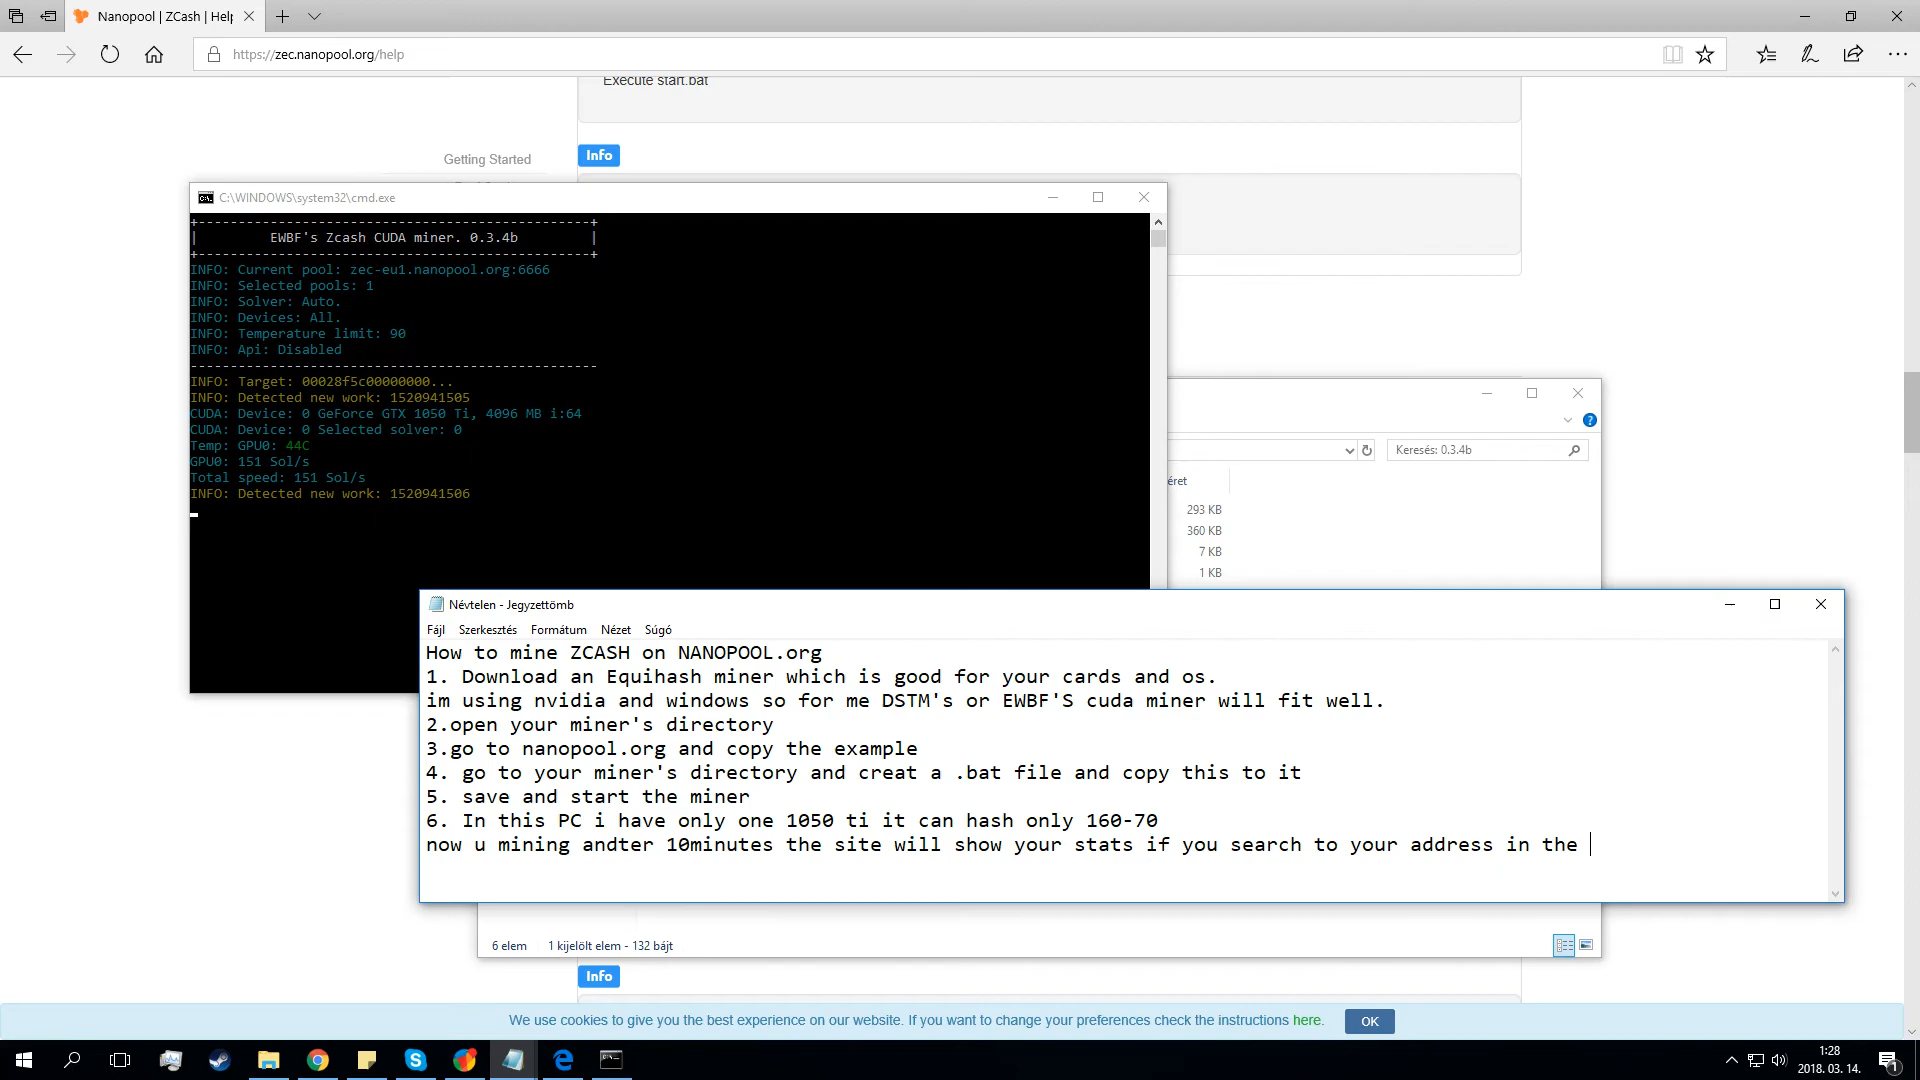 Nanopool | ZCash | Help
https://zec.nanopool.org/help
Execute start.bat
Info
Getting Started
C:\WINDOWS\system32\cmd.exe
+-------------------------------------------------+
| EWBF's Zcash CUDA miner. 0.3.4b |
+-------------------------------------------------+
INFO: Current pool: zec-eu1.nanopool.org:6666
INFO: Selected pools: 1
INFO: Solver: Auto.
INFO: Devices: All.
INFO: Temperature limit: 90
INFO: Api: Disabled
---------------------------------------------------
INFO: Target: 00028f5c00000000...
INFO: Detected new work: 1520941505
CUDA: Device: 0 GeForce GTX 1050 Ti, 4096 MB i:64
CUDA: Device: 0 Selected solver: 0
Temp: GPU0: 44C
GPU0: 151 Sol/s
Total speed: 151 Sol/s
INFO: Detected new work: 1520941506
Keresés: 0.3.4b
éret
293 KB
360 KB
7 KB
1 KB
Névtelen - Jegyzettömb
Fájl Szerkesztés Formátum Nézet Súgó
How to mine ZCASH on NANOPOOL.org
1. Download an Equihash miner which is good for your cards and os.
im using nvidia and windows so for me DSTM's or EWBF'S cuda miner will fit well.
2.open your miner's directory
3.go to nanopool.org and copy the example
4. go to your miner's directory and creat a .bat file and copy this to it
5. save and start the miner
6. In this PC i have only one 1050 ti it can hash only 160-70
now u mining andter 10minutes the site will show your stats if you search to your address in the
6 elem 1 kijelölt elem - 132 bájt
Info
We use cookies to give you the best experience on our website. If you want to change your preferences check the instructions here.
OK
1:28
2018. 03. 14.
1